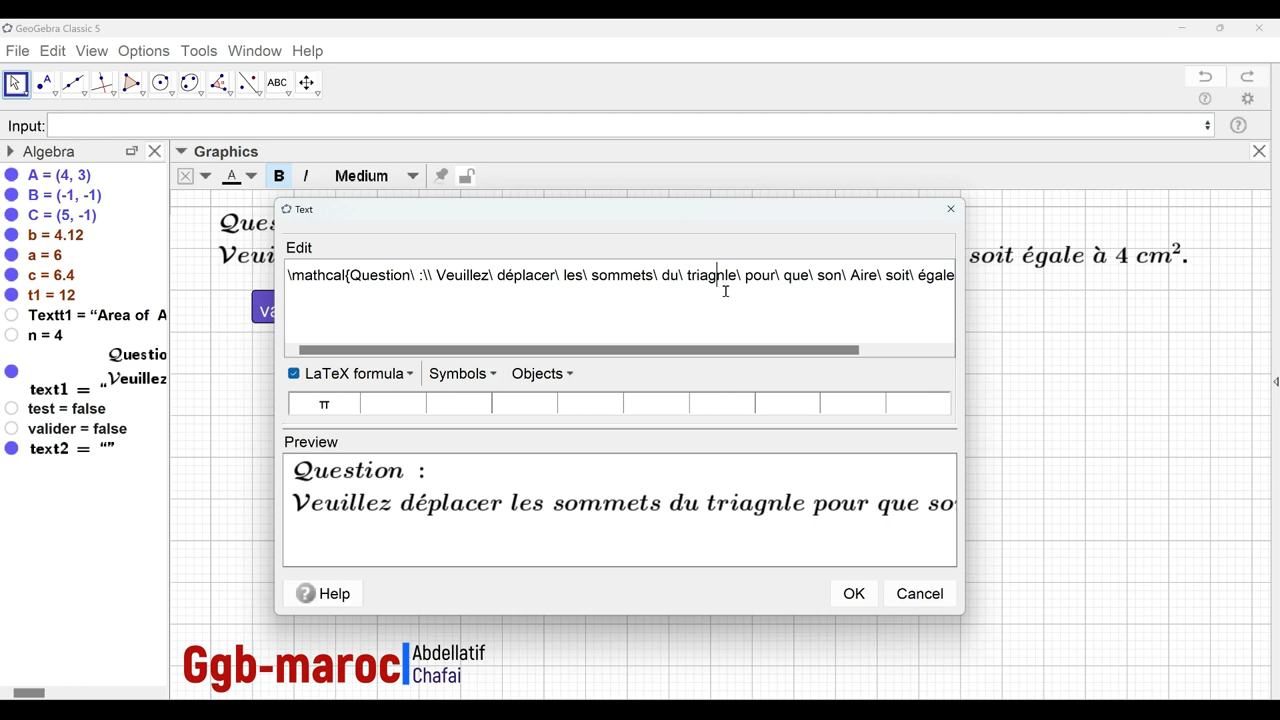 GeoGebra Classic 5
File Edit View Options Tools Window Help
ABC
Input:
Algebra
Graphics
A B I Medium
A = (4, 3)
B = (-1, -1)
C = (5, -1)
b = 4.12
a = 6
c = 6.4
t1 = 12
Textt1 = “Area of A
n = 4
Questio
Veuillez
text1 = “
test = false
valider = false
text2 = “”
Ques
Veui
soit égale à 4 cm².
va
Text
Edit
\mathcal{Question\ :\\ Veuillez\ déplacer\ les\ sommets\ du\ triagnle\ pour\ que\ son\ Aire\ soit\ égale
LaTeX formula Symbols Objects
π
Preview
Question :
Veuillez déplacer les sommets du triagnle pour que so
Help OK Cancel
Ggb-maroc
Abdellatif
Chafai